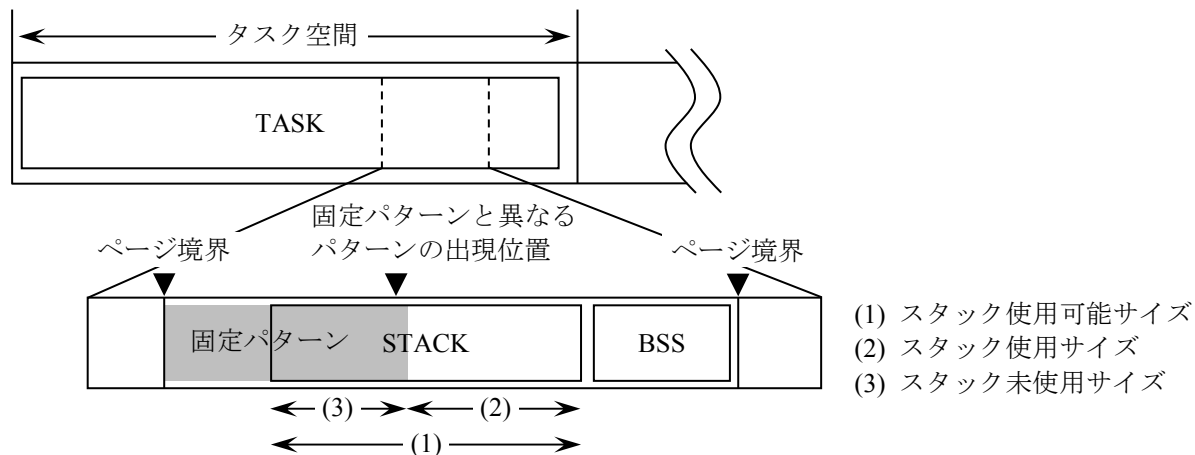 タスク空間
TASK
固定パターンと異なる
パターンの出現位置
ページ境界
ページ境界
固定パターン
STACK
BSS
(1) スタック使用可能サイズ
(2) スタック使用サイズ
(3) スタック未使用サイズ
(3)
(2)
(1)